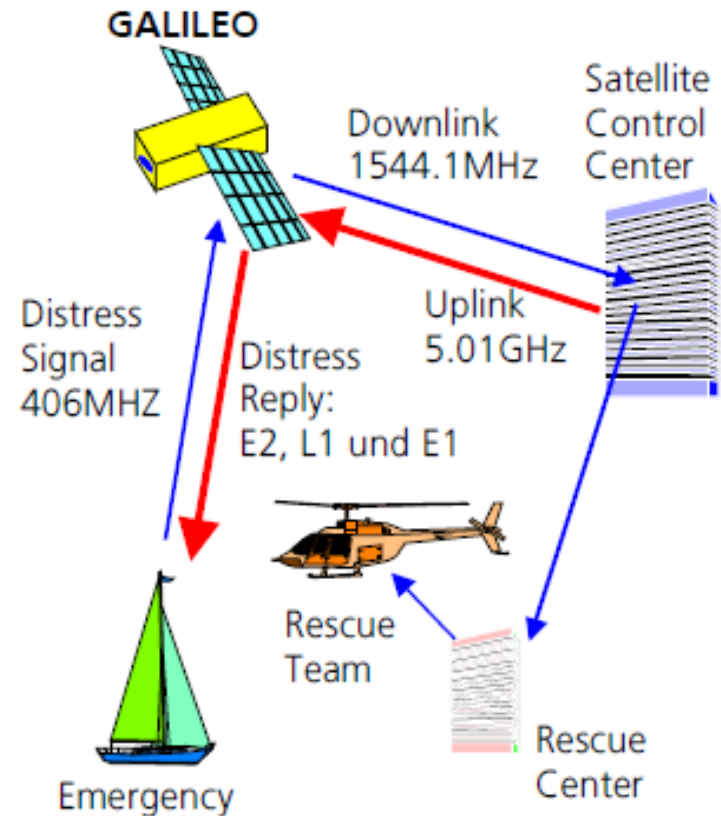 GALILEO
Downlink
1544.1MHz
Satellite
Control
Center
Uplink
5.01GHz
Distress
Signal
406MHZ
Distress
Reply:
E2, L1 und E1
Rescue
Team
Rescue
Center
Emergency